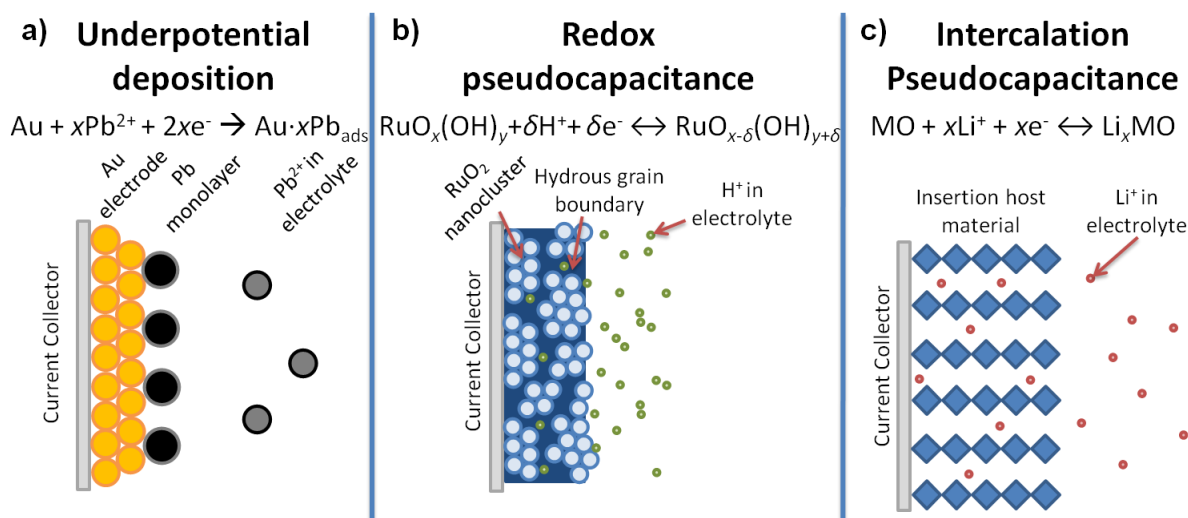 a) Underpotential
deposition
Au + xPb²⁺ + 2xe⁻ → Au·xPb_ads
Au
electrode
Pb
monolayer
Pb²⁺ in
electrolyte
Current Collector
b) Redox
pseudocapacitance
RuOₓ(OH)ᵧ+δH⁺+ δe⁻ ↔ RuOₓ₋δ(OH)ᵧ₊δ
RuO₂
nanocluster
Hydrous grain
boundary
H⁺ in
electrolyte
Current Collector
c) Intercalation
Pseudocapacitance
MO + xLi⁺ + xe⁻ ↔ LiₓMO
Insertion host
material
Li⁺ in
electrolyte
Current Collector